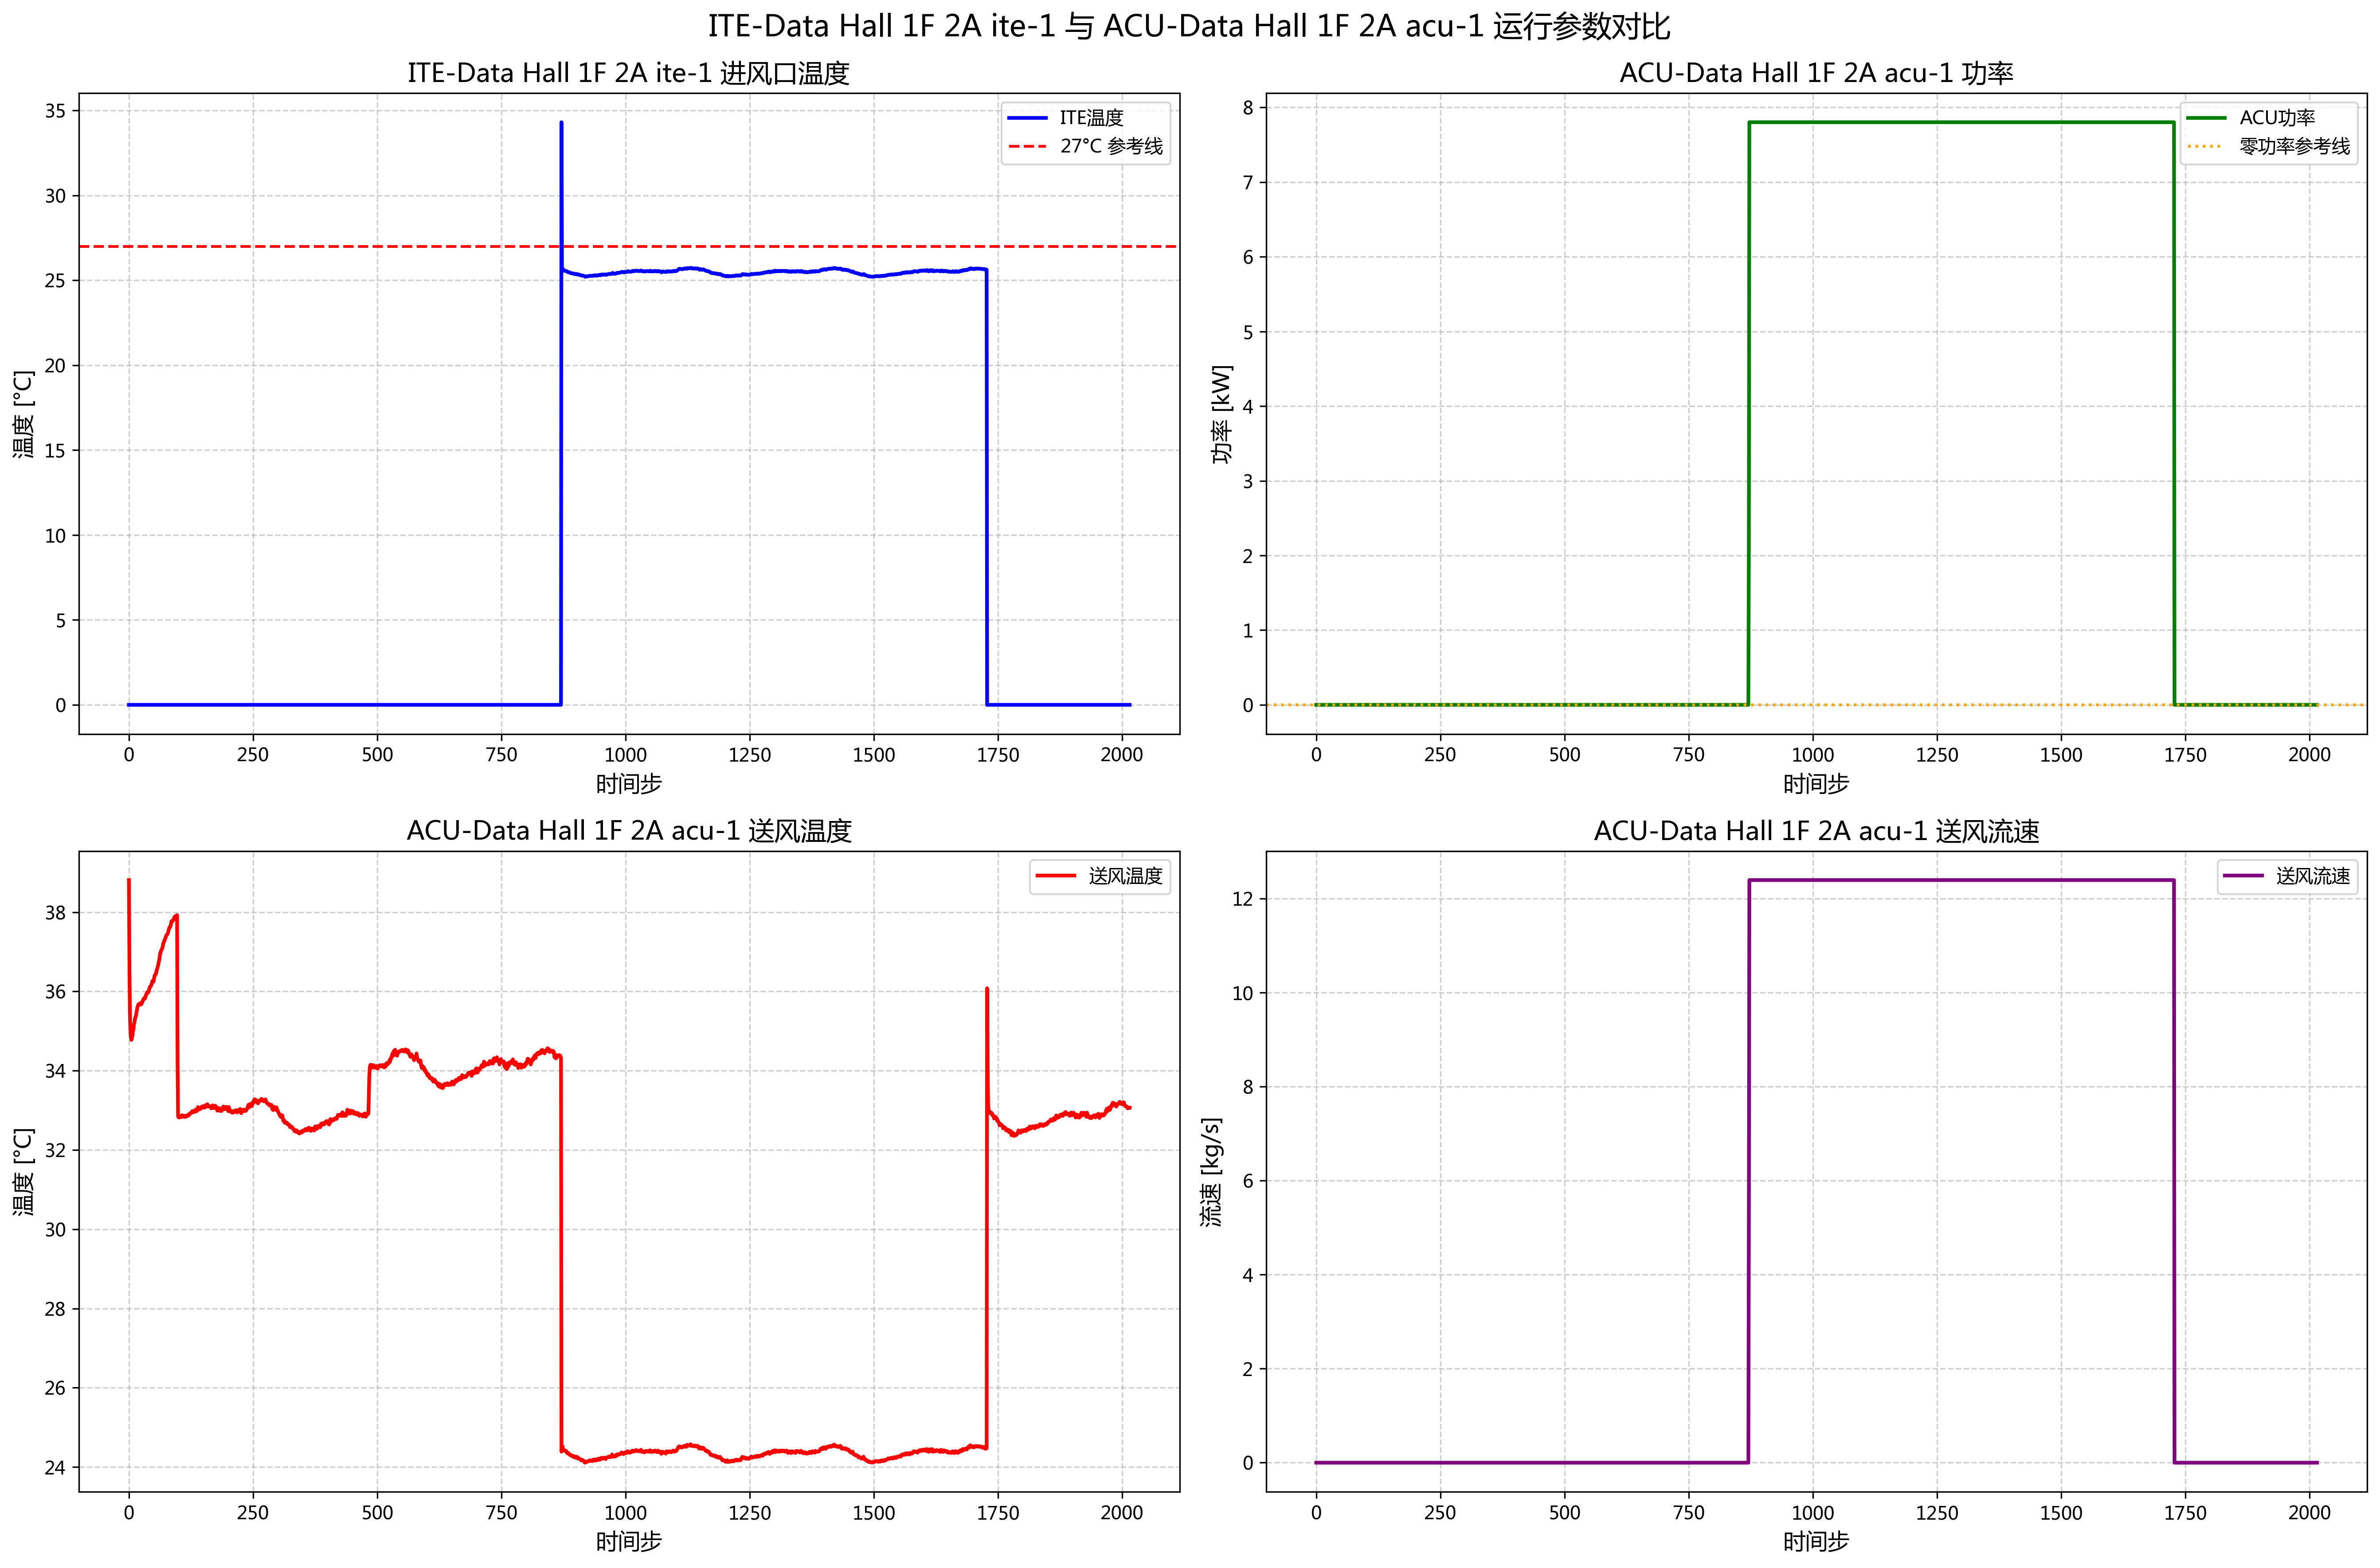 ITE-Data Hall 1F 2A ite-1 与 ACU-Data Hall 1F 2A acu-1 运行参数对比
ITE-Data Hall 1F 2A ite-1 进风口温度
ITE温度
27°C 参考线
温度 [°C]
35
30
25
20
15
10
5
0
0 250 500 750 1000 1250 1500 1750 2000
时间步
ACU-Data Hall 1F 2A acu-1 功率
ACU功率
零功率参考线
功率 [kW]
8
7
6
5
4
3
2
1
0
0 250 500 750 1000 1250 1500 1750 2000
时间步
ACU-Data Hall 1F 2A acu-1 送风温度
送风温度
温度 [°C]
38
36
34
32
30
28
26
24
0 250 500 750 1000 1250 1500 1750 2000
时间步
ACU-Data Hall 1F 2A acu-1 送风流速
送风流速
流速 [kg/s]
12
10
8
6
4
2
0
0 250 500 750 1000 1250 1500 1750 2000
时间步